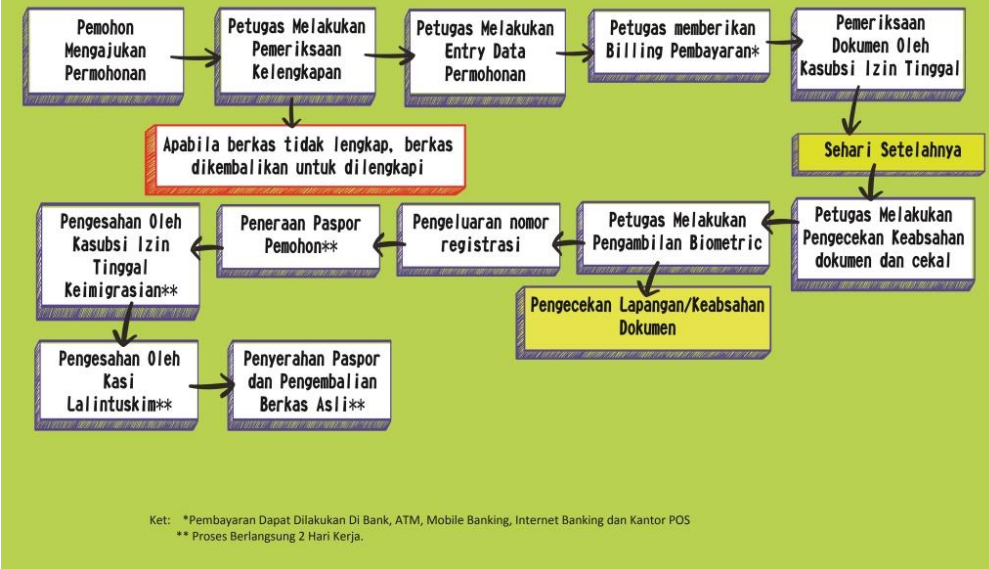 Pemohon
Mengajukan
Permohonan
Petugas Melakukan
Pemeriksaan
Kelengkapan
Petugas Melakukan
Entry Data
Permohonan
Petugas memberikan
Billing Pembayaran*
Pemeriksaan
Dokumen Oleh
Kasubsi Izin Tinggal
Apabila berkas tidak lengkap, berkas
dikembalikan untuk dilengkapi
Sehari Setelahnya
Petugas Melakukan
Pengecekan Keabsahan
dokumen dan cekal
Petugas Melakukan
Pengambilan Biometric
Pengecekan Lapangan/Keabsahan
Dokumen
Pengeluaran nomor
registrasi
Peneraan Paspor
Pemohon**
Pengesahan Oleh
Kasubsi Izin
Tinggal
Keimigrasian**
Pengesahan Oleh
Kasi
Lalintuskim**
Penyerahan Paspor
dan Pengembalian
Berkas Asli**
Ket: *Pembayaran Dapat Dilakukan Di Bank, ATM, Mobile Banking, Internet Banking dan Kantor POS
** Proses Berlangsung 2 Hari Kerja.